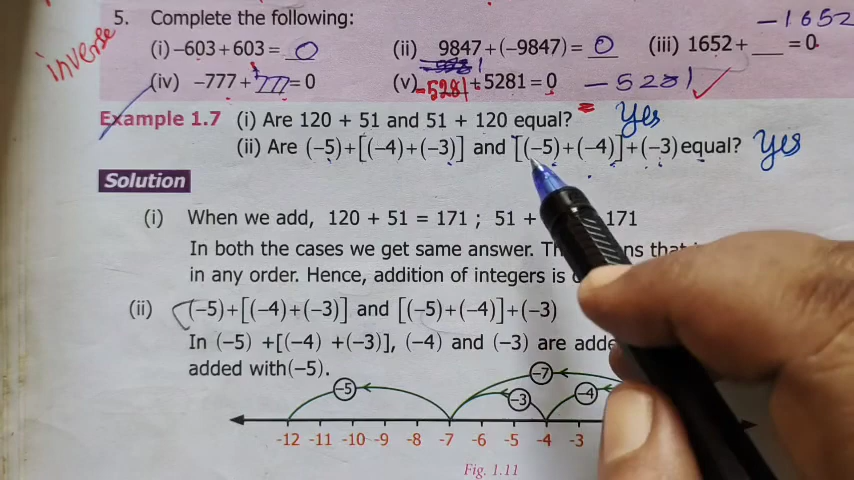 5. Complete the following:
-1652
(i) –603 + 603 = 0 (ii) 9847 + (–9847) = 0 (iii) 1652 + __ = 0
inverse
(iv) –777 + 777 = 0 (v) -5281 + 5281 = 0 -5281
Example 1.7 (i) Are 120 + 51 and 51 + 120 equal? Yes
(ii) Are (–5)+[(–4)+(–3)] and [(–5)+(–4)]+(–3) equal? Yes
Solution
(i) When we add, 120 + 51 = 171 ; 51 + 171
In both the cases we get same answer.
in any order. Hence, addition of integers is
(ii) (–5)+[(–4)+(–3)] and [(–5)+(–4)]+(–3)
In (–5) +[(–4) +(–3)], (–4) and (–3) are
added with(–5).
–5 –7 –3 –4
-12 -11 -10 -9 -8 -7 -6 -5 -4 -3
Fig. 1.11